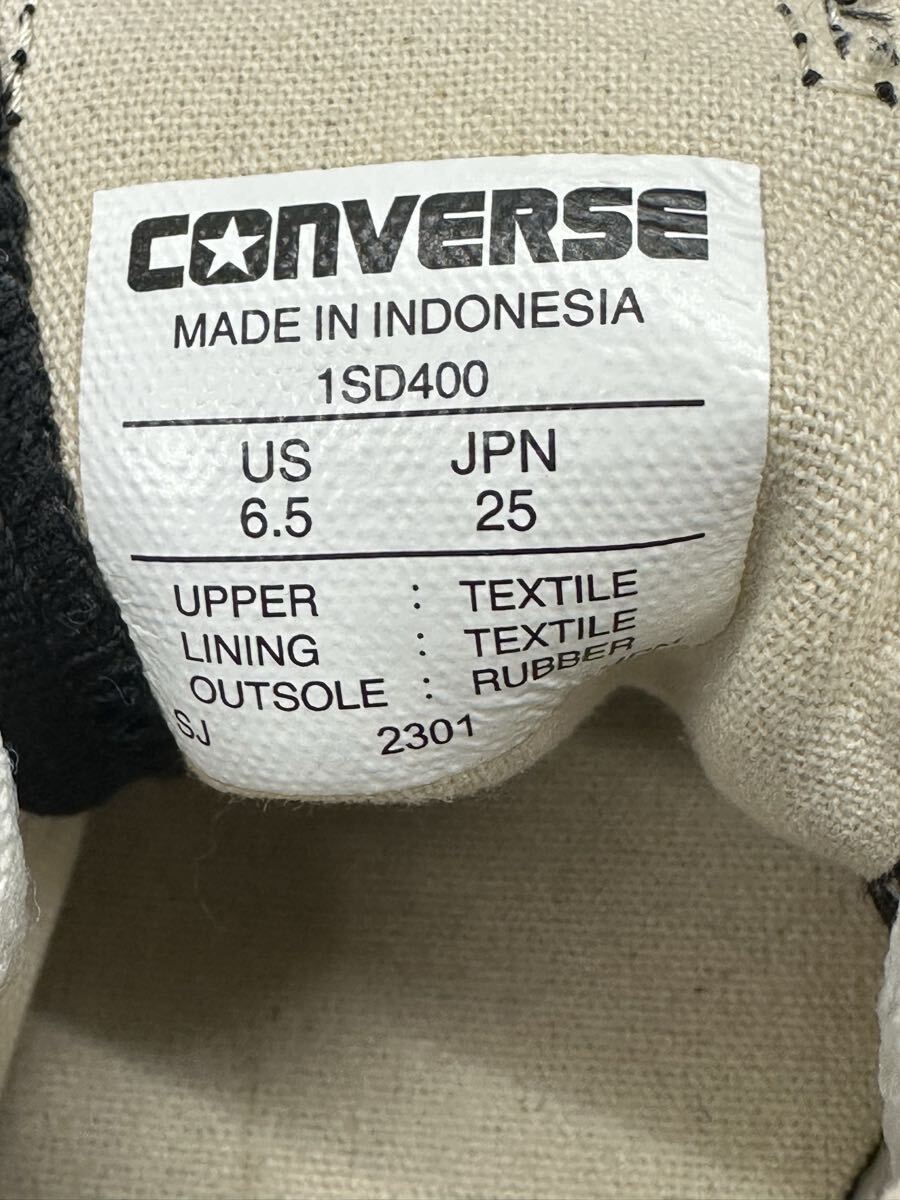 CONVERSE
MADE IN INDONESIA
1SD400
US JPN
6.5 25
UPPER : TEXTILE
LINING : TEXTILE
OUTSOLE : RUBBER
SJ 2301